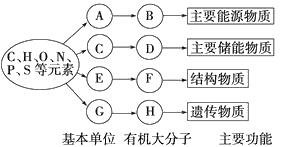 A
B
主要能源物质
C、H、O、N、
P、S等元素
C
D
主要储能物质
E
F
结构物质
G
H
遗传物质
基本单位 有机大分子 主要功能